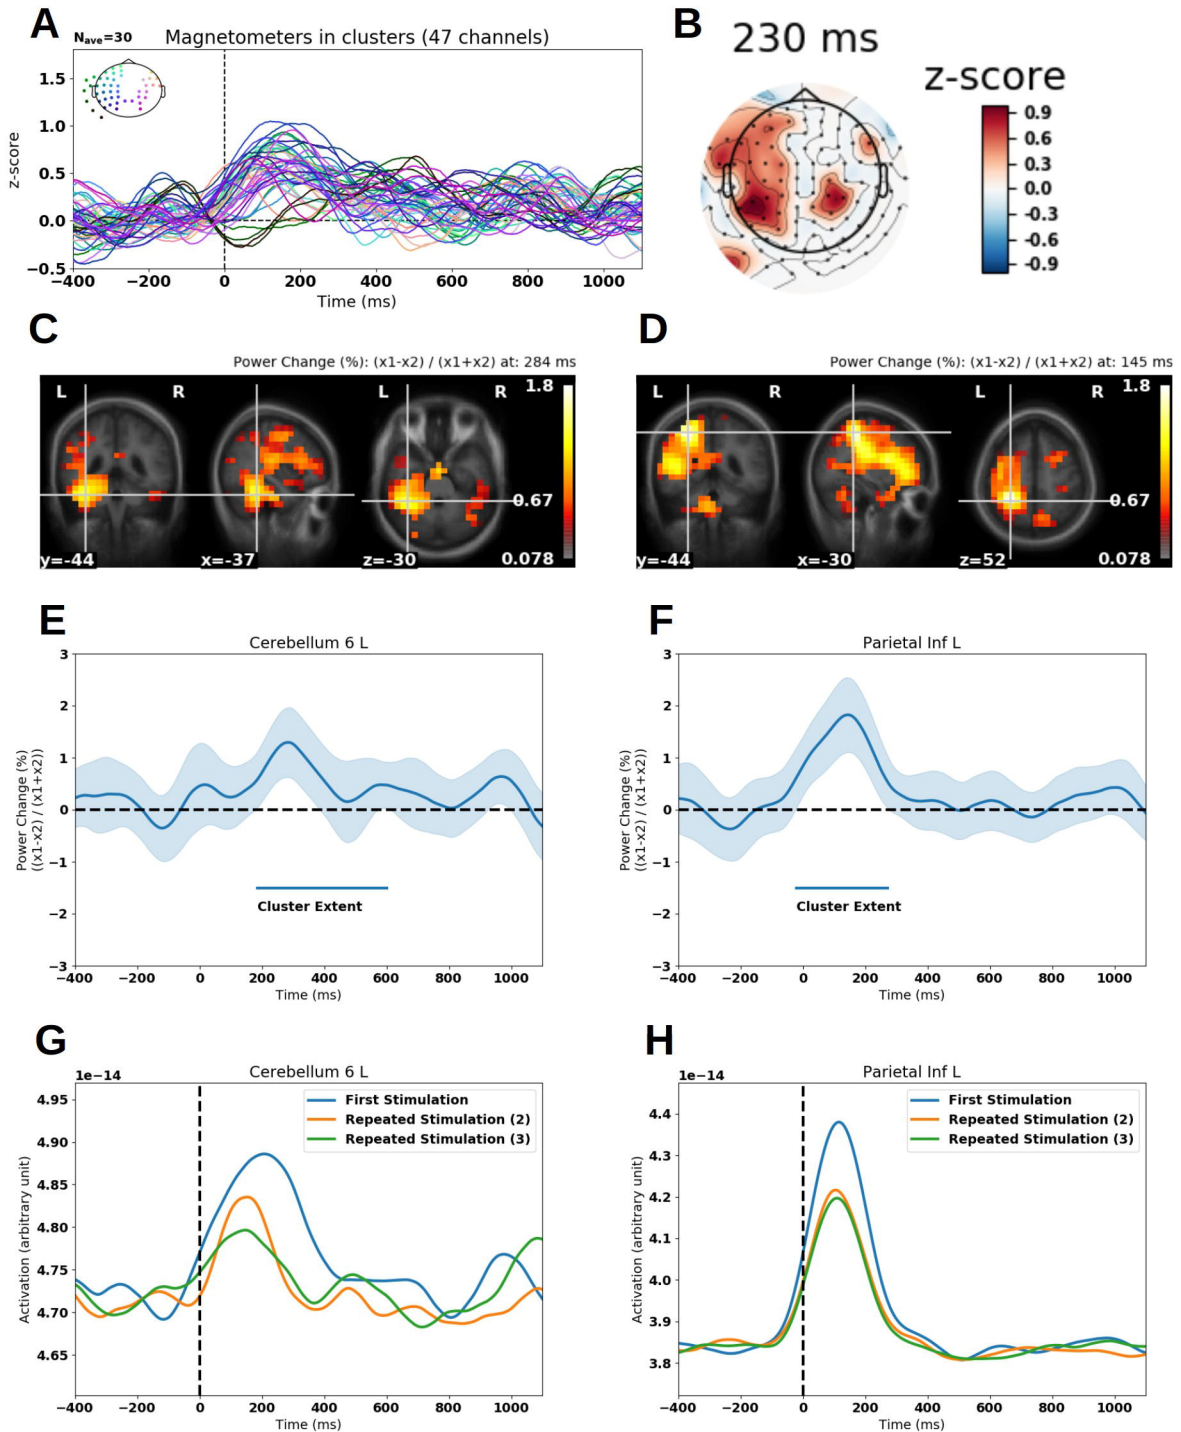 A
N_ave=30
Magnetometers in clusters (47 channels)
z-score
1.5
1.0
0.5
0.0
−0.5
−400
−200
0
200
400
600
800
1000
Time (ms)
B
230 ms
z-score
0.9
0.6
0.3
0.0
-0.3
-0.6
-0.9
C
Power Change (%): (x1-x2) / (x1+x2) at: 284 ms
L
R
L
R
1.8
0.67
0.078
y=-44
x=-37
z=-30
D
Power Change (%): (x1-x2) / (x1+x2) at: 145 ms
L
R
L
R
1.8
0.67
0.078
y=-44
x=-30
z=52
E
Cerebellum 6 L
Power Change (%)
((x1-x2) / (x1+x2))
3
2
1
0
−1
−2
−3
Cluster Extent
−400
−200
0
200
400
600
800
1000
Time (ms)
F
Parietal Inf L
Power Change (%)
((x1-x2) / (x1+x2))
3
2
1
0
−1
−2
−3
Cluster Extent
−400
−200
0
200
400
600
800
1000
Time (ms)
G
Cerebellum 6 L
1e−14
Activation (arbitrary unit)
4.95
4.90
4.85
4.80
4.75
4.70
4.65
First Stimulation
Repeated Stimulation (2)
Repeated Stimulation (3)
−400
−200
0
200
400
600
800
1000
Time (ms)
H
Parietal Inf L
1e−14
Activation (arbitrary unit)
4.4
4.3
4.2
4.1
4.0
3.9
3.8
First Stimulation
Repeated Stimulation (2)
Repeated Stimulation (3)
−400
−200
0
200
400
600
800
1000
Time (ms)